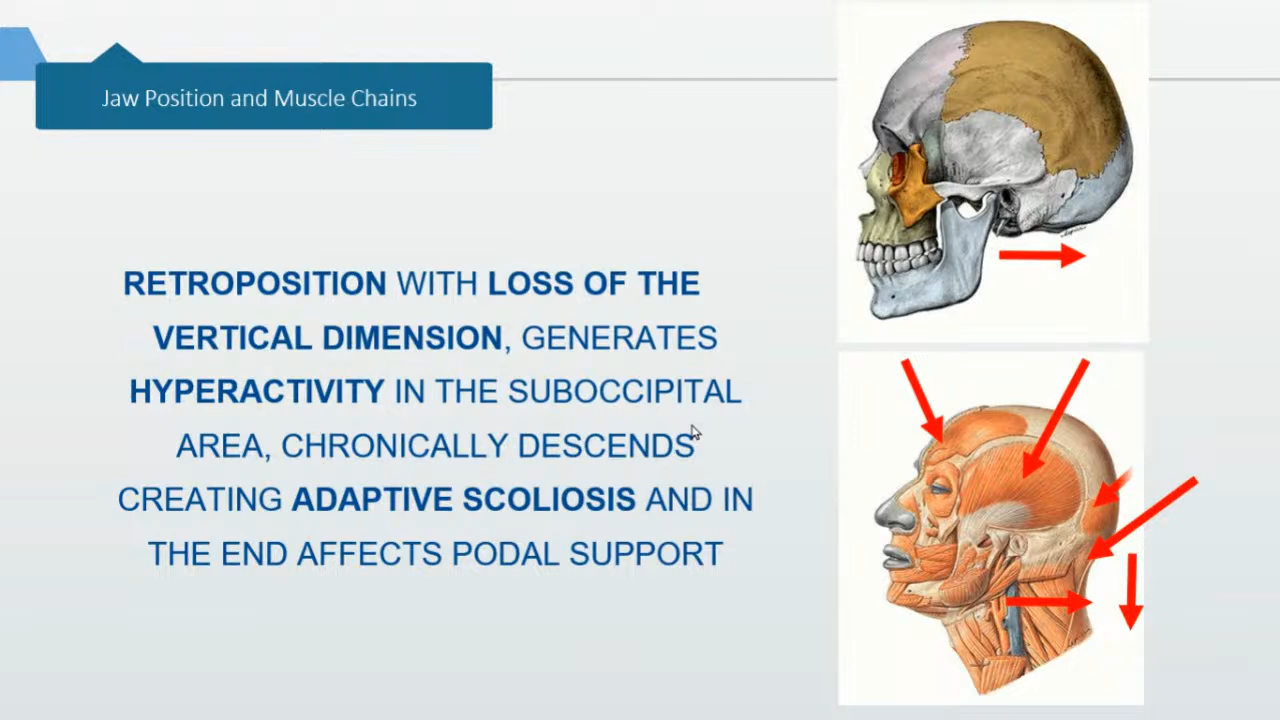 Jaw Position and Muscle Chains
RETROPOSITION WITH LOSS OF THE
VERTICAL DIMENSION, GENERATES
HYPERACTIVITY IN THE SUBOCCIPITAL
AREA, CHRONICALLY DESCENDS
CREATING ADAPTIVE SCOLIOSIS AND IN
THE END AFFECTS PODAL SUPPORT